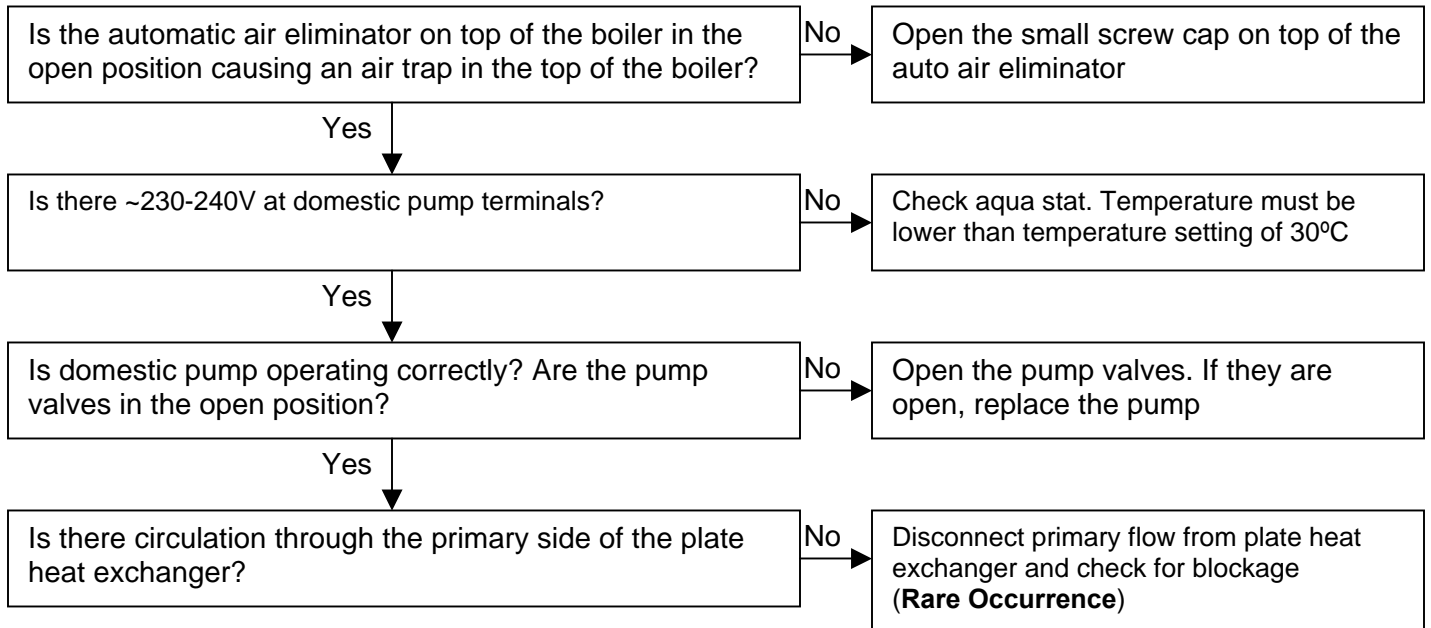 Is the automatic air eliminator on top of the boiler in the
open position causing an air trap in the top of the boiler?
No
Open the small screw cap on top of the
auto air eliminator
Yes
Is there ~230-240V at domestic pump terminals?
No
Check aqua stat. Temperature must be
lower than temperature setting of 30ºC
Yes
Is domestic pump operating correctly? Are the pump
valves in the open position?
No
Open the pump valves. If they are
open, replace the pump
Yes
Is there circulation through the primary side of the plate
heat exchanger?
No
Disconnect primary flow from plate heat
exchanger and check for blockage
(Rare Occurrence)